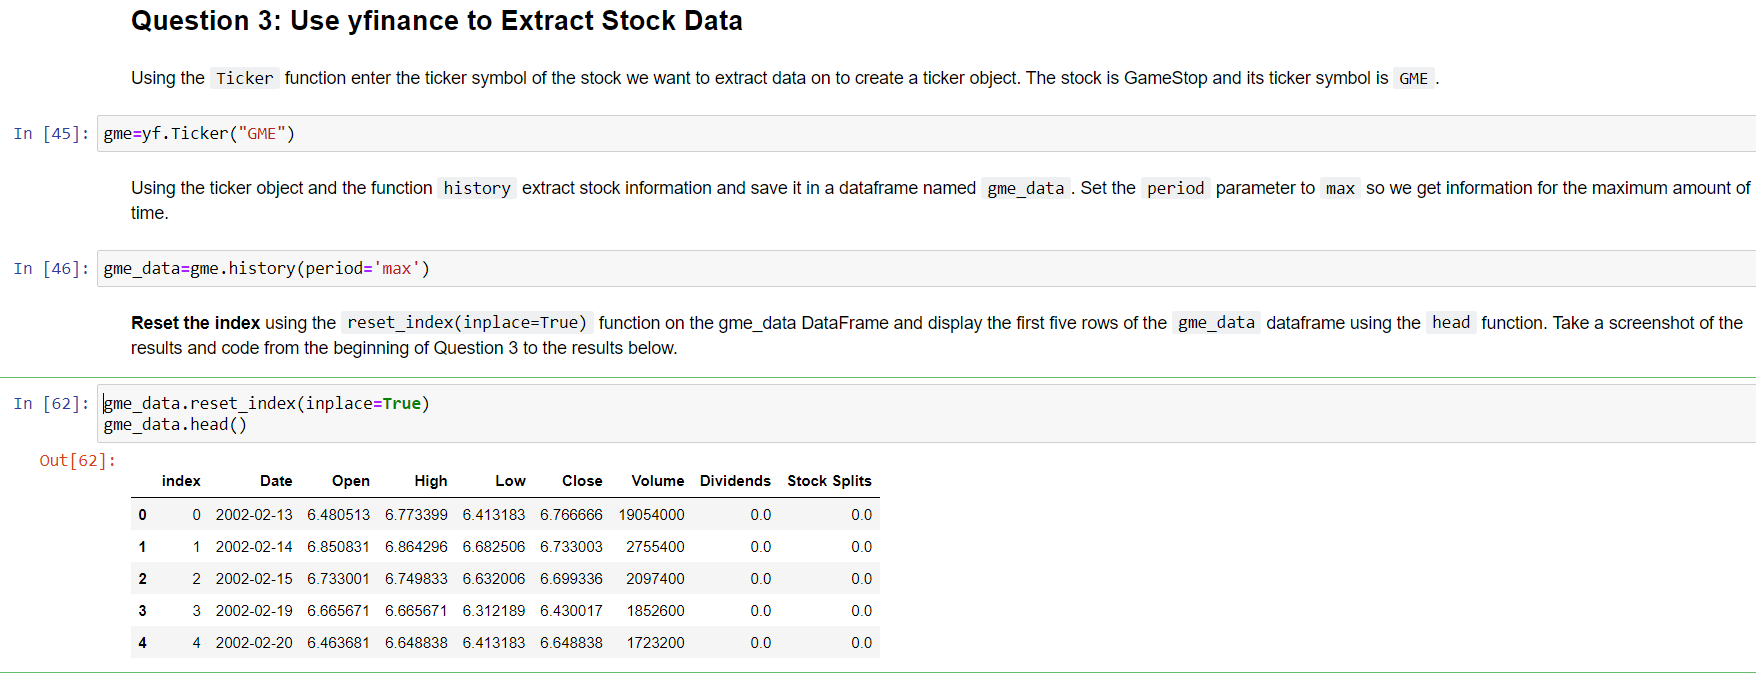 Question 3: Use yfinance to Extract Stock Data
Using the Ticker function enter the ticker symbol of the stock we want to extract data on to create a ticker object. The stock is GameStop and its ticker symbol is GME .
In [45]: gme=yf.Ticker("GME")
Using the ticker object and the function history extract stock information and save it in a dataframe named gme_data . Set the period parameter to max so we get information for the maximum amount of
time.
In [46]: gme_data=gme.history(period='max')
Reset the index using the reset_index(inplace=True) function on the gme_data DataFrame and display the first five rows of the gme_data dataframe using the head function. Take a screenshot of the
results and code from the beginning of Question 3 to the results below.
In [62]: gme_data.reset_index(inplace=True)
gme_data.head()
Out[62]:
index Date Open High Low Close Volume Dividends Stock Splits
0 0 2002-02-13 6.480513 6.773399 6.413183 6.766666 19054000 0.0 0.0
1 1 2002-02-14 6.850831 6.864296 6.682506 6.733003 2755400 0.0 0.0
2 2 2002-02-15 6.733001 6.749833 6.632006 6.699336 2097400 0.0 0.0
3 3 2002-02-19 6.665671 6.665671 6.312189 6.430017 1852600 0.0 0.0
4 4 2002-02-20 6.463681 6.648838 6.413183 6.648838 1723200 0.0 0.0